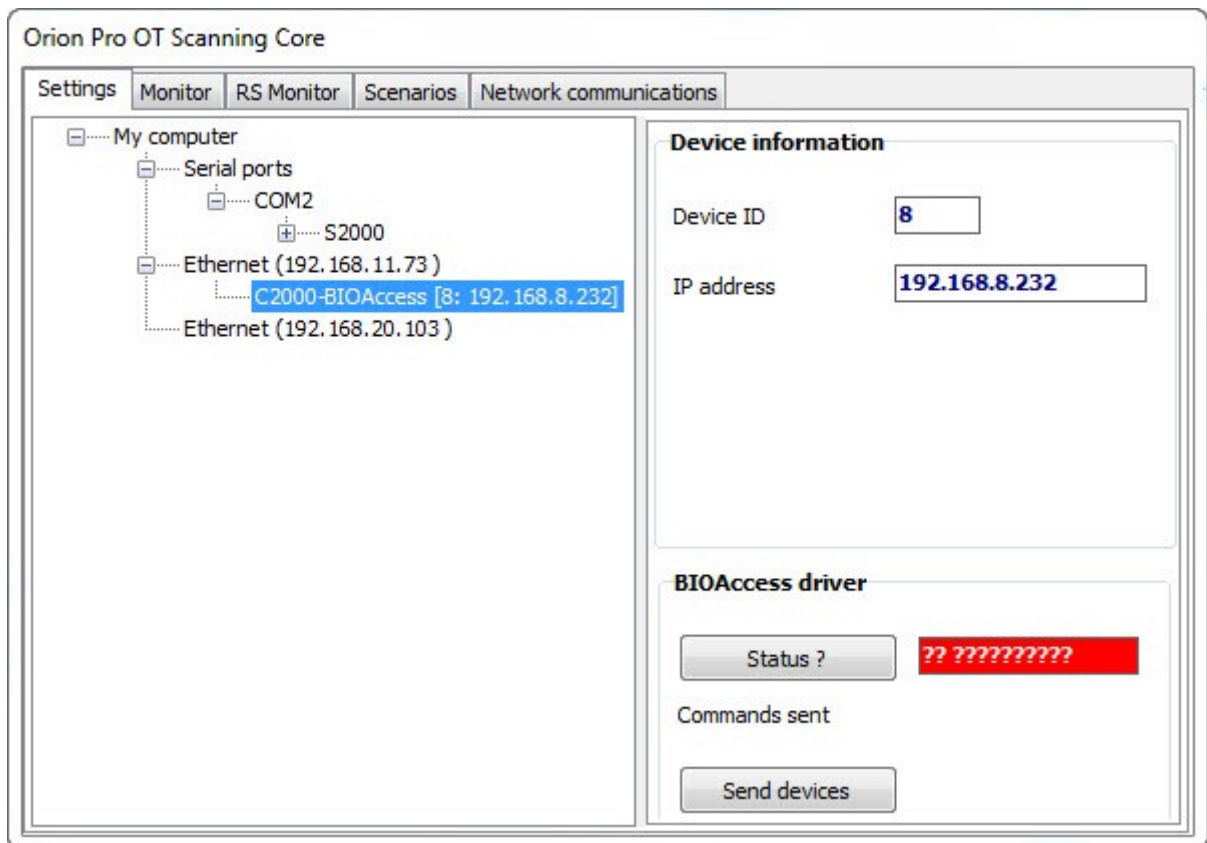 Orion Pro OT Scanning Core
Settings Monitor RS Monitor Scenarios Network communications
My computer
Serial ports
COM2
S2000
Ethernet (192.168.11.73 )
C2000-BIOAccess [8: 192.168.8.232]
Ethernet (192.168.20.103 )
Device information
Device ID 8
IP address 192.168.8.232
BIOAccess driver
Status ? ?? ??????????
Commands sent
Send devices